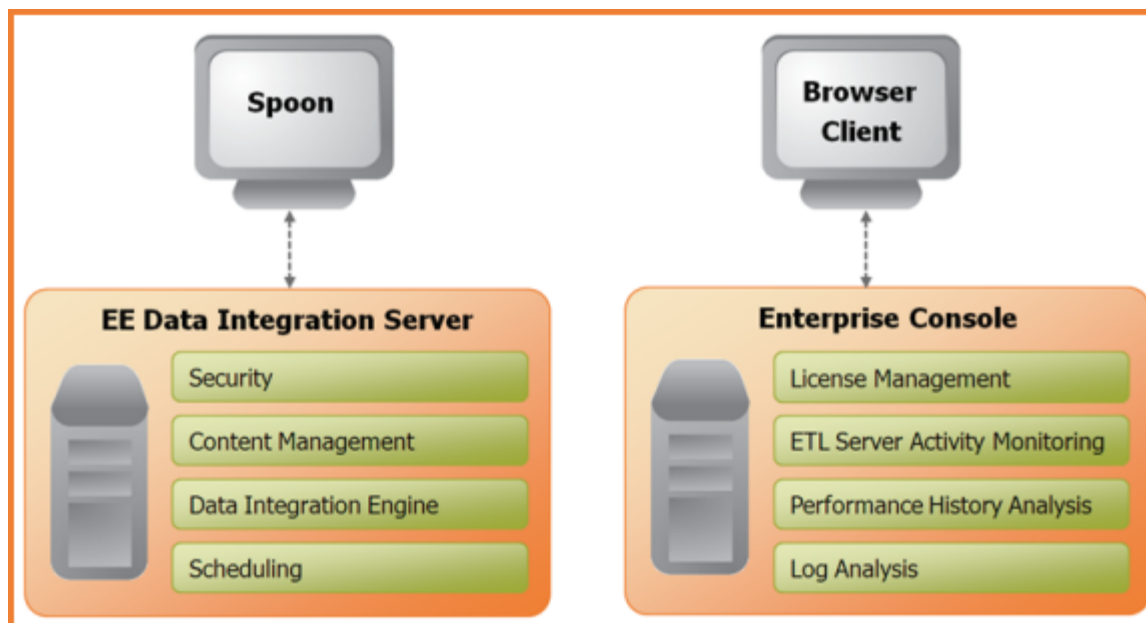 Spoon
Browser
Client
EE Data Integration Server
Security
Content Management
Data Integration Engine
Scheduling
Enterprise Console
License Management
ETL Server Activity Monitoring
Performance History Analysis
Log Analysis